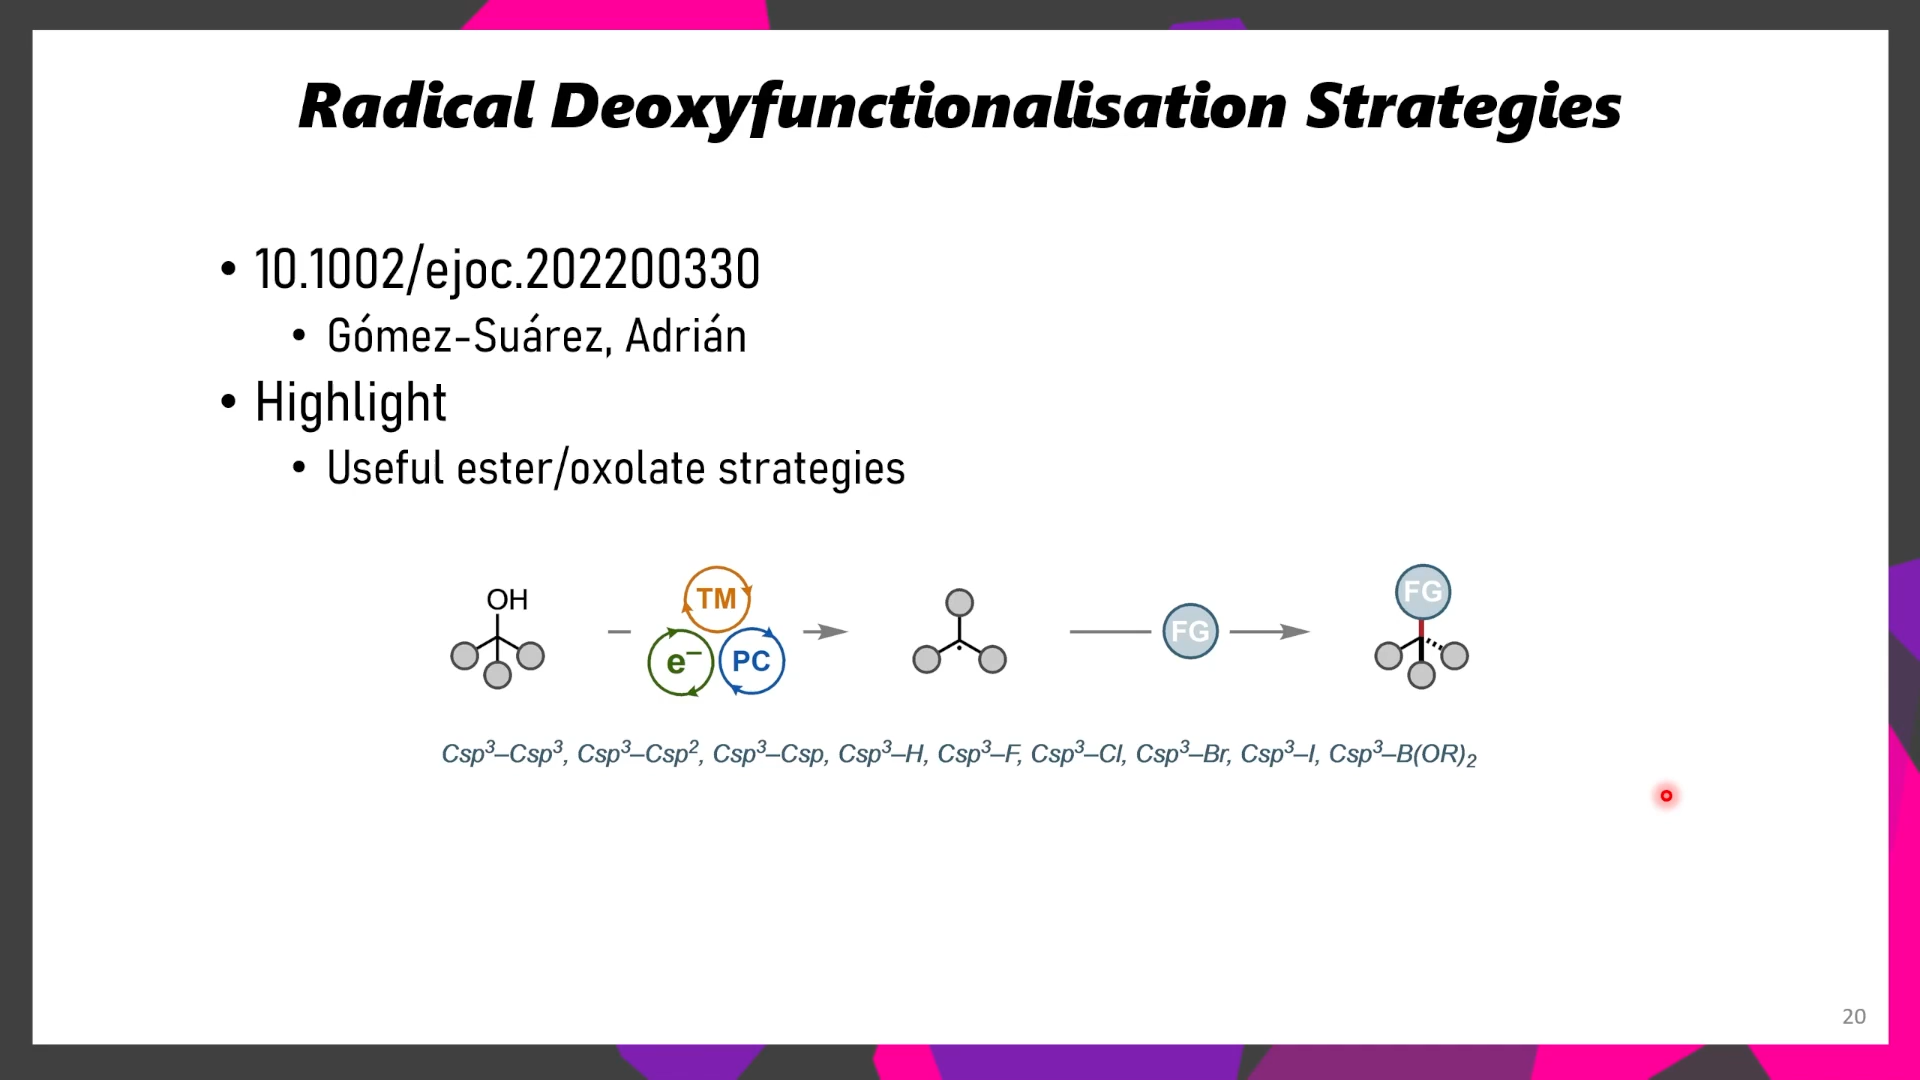 Radical Deoxyfunctionalisation Strategies
• 10.1002/ejoc.202200330
• Gómez-Suárez, Adrián
• Highlight
• Useful ester/oxolate strategies
OH
TM
e⁻
PC
FG
FG
Csp³–Csp³, Csp³–Csp², Csp³–Csp, Csp³–H, Csp³–F, Csp³–Cl, Csp³–Br, Csp³–I, Csp³–B(OR)₂
20